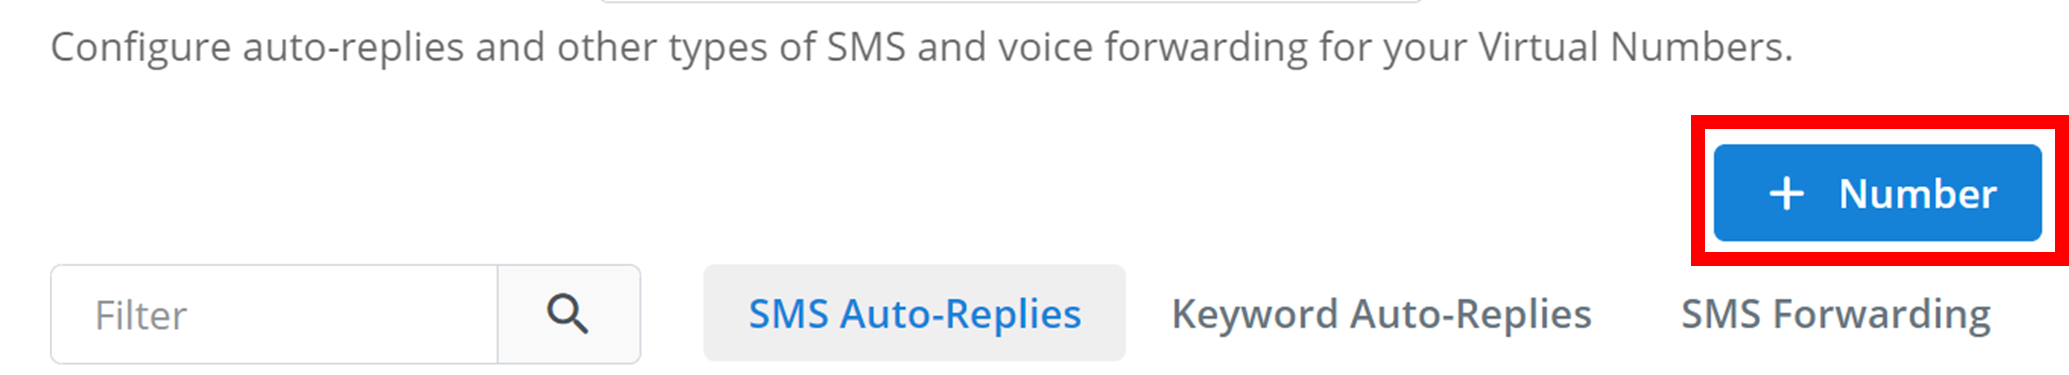 Configure auto-replies and other types of SMS and voice forwarding for your Virtual Numbers.
+ Number
Filter
SMS Auto-Replies
Keyword Auto-Replies
SMS Forwarding